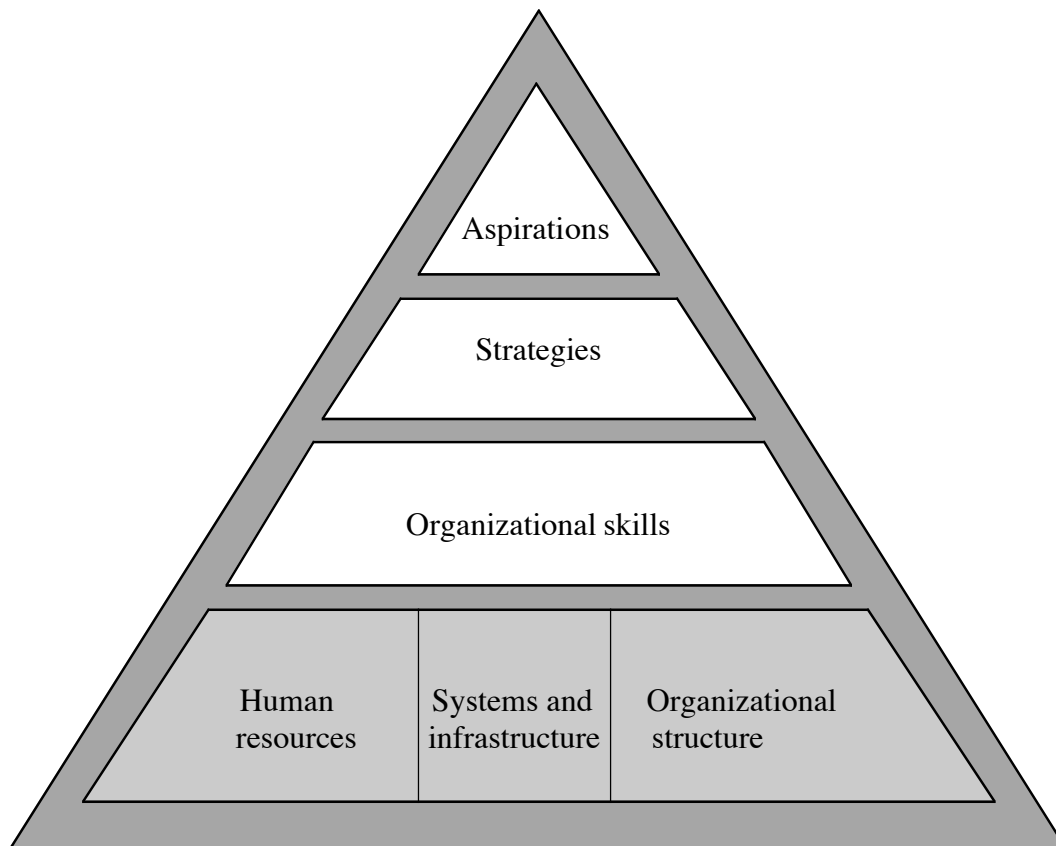 Aspirations
Strategies
Organizational skills
Human
resources
Systems and
infrastructure
Organizational
structure